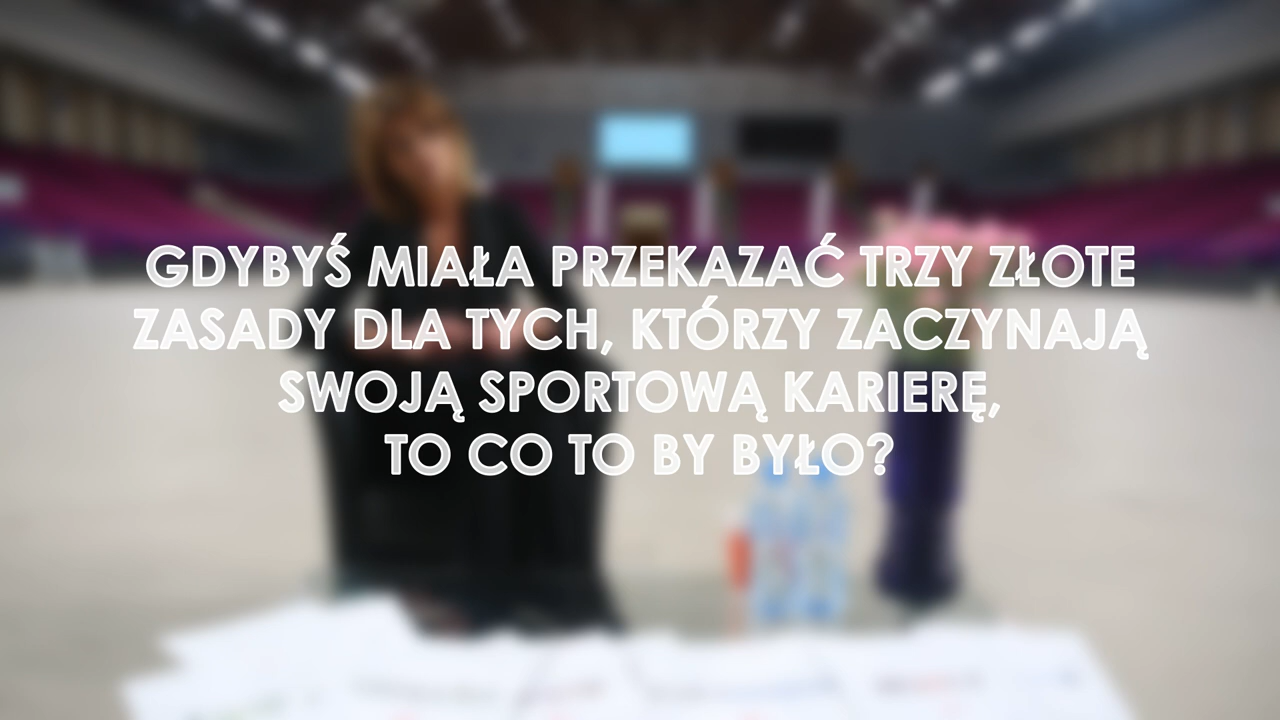 GDYBYŚ MIAŁA PRZEKAZAĆ TRZY ZŁOTE
ZASADY DLA TYCH, KTÓRZY ZACZYNAJĄ
SWOJĄ SPORTOWĄ KARIERĘ,
TO CO TO BY BYŁO?